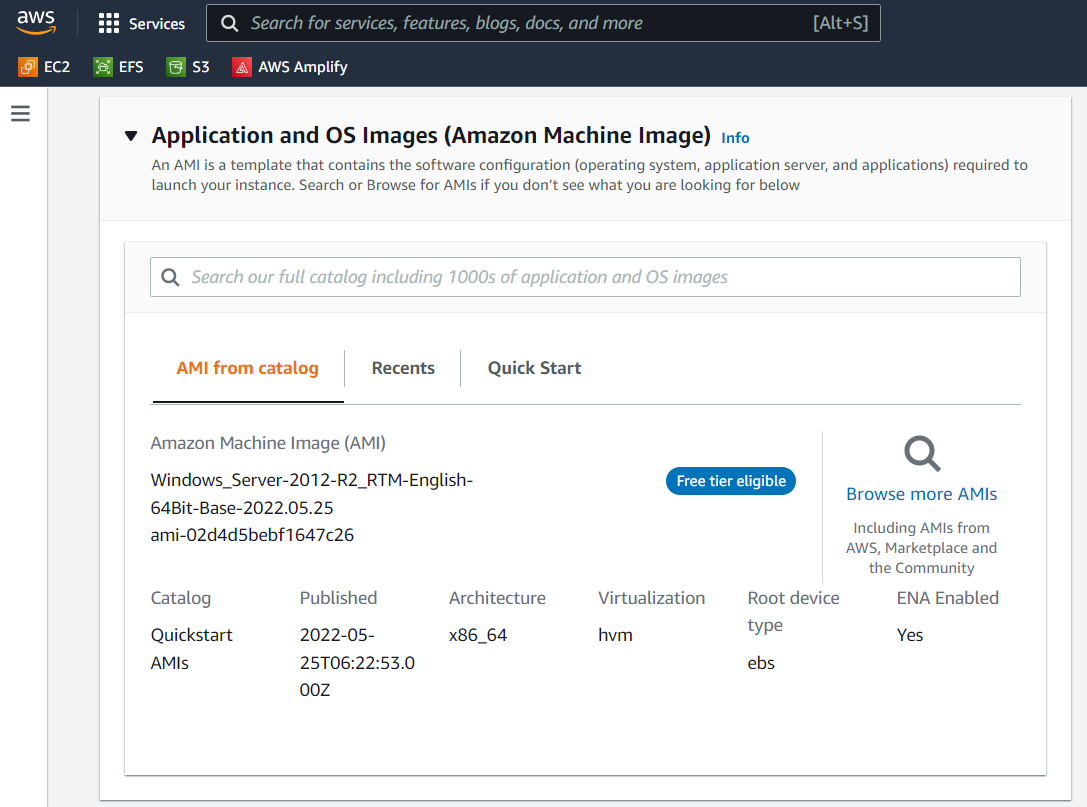 aws
Services
Search for services, features, blogs, docs, and more
[Alt+S]
EC2
EFS
S3
AWS Amplify
Application and OS Images (Amazon Machine Image) Info
An AMI is a template that contains the software configuration (operating system, application server, and applications) required to
launch your instance. Search or Browse for AMIs if you don’t see what you are looking for below
Search our full catalog including 1000s of application and OS images
AMI from catalog
Recents
Quick Start
Amazon Machine Image (AMI)
Windows_Server-2012-R2_RTM-English-
64Bit-Base-2022.05.25
ami-02d4d5bebf1647c26
Free tier eligible
Browse more AMIs
Including AMIs from
AWS, Marketplace and
the Community
Catalog
Quickstart
AMIs
Published
2022-05-
25T06:22:53.0
00Z
Architecture
x86_64
Virtualization
hvm
Root device
type
ebs
ENA Enabled
Yes